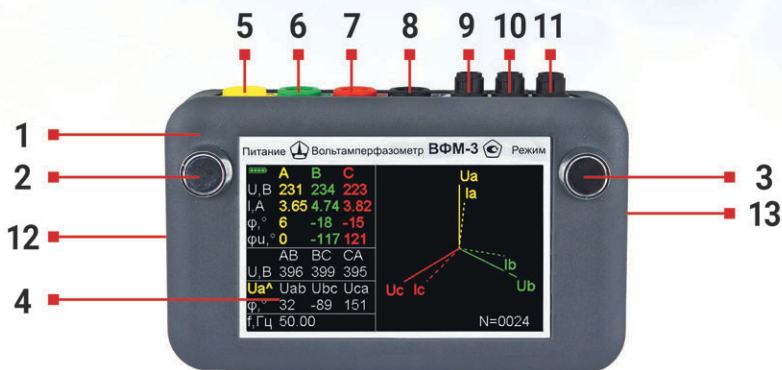 5 6 7 8 9 10 11
1
2
12
4
3
13
Питание Вольтамперфазометр ВФМ-3 Режим
A B C
U,В 231 234 223
I,А 3.65 4.74 3.82
φ,° 6 -18 -15
φu,° 0 -117 121
AB BC CA
U,В 396 399 395
Ua^ Uab Ubc Uca
φ,° 32 -89 151
f,Гц 50.00
Ua
Ia
Ib
Ub
Uc Ic
N=0024